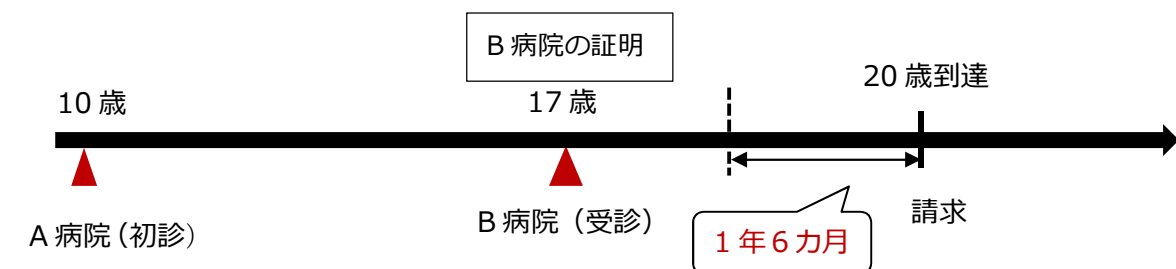 B 病院の証明
10 歳
17 歳
20 歳到達
A 病院（初診）
B 病院（受診）
1 年６カ月
請求